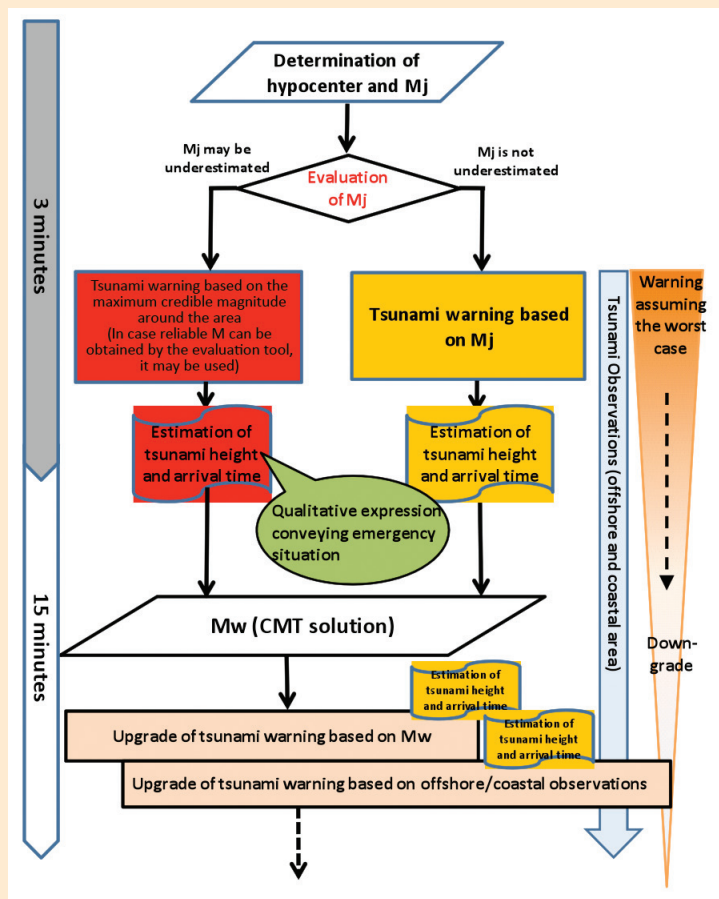 Determination of
hypocenter and Mj
Mj may be
underestimated
Mj is not
underestimated
Evaluation
of Mj
3 minutes
Tsunami warning based on the
maximum credible magnitude
around the area
(In case reliable M can be
obtained by the evaluation tool,
it may be used)
Tsunami warning based
on Mj
Warning
assuming
the worst
case
Tsunami Observations (offshore and coastal area)
Estimation of
tsunami height
and arrival time
Estimation of
tsunami height
and arrival time
Qualitative expression
conveying emergency
situation
15 minutes
Mw (CMT solution)
Down-
grade
Estimation of
tsunami height
and arrival time
Upgrade of tsunami warning based on Mw
Estimation of
tsunami height
and arrival time
Upgrade of tsunami warning based on offshore/coastal observations